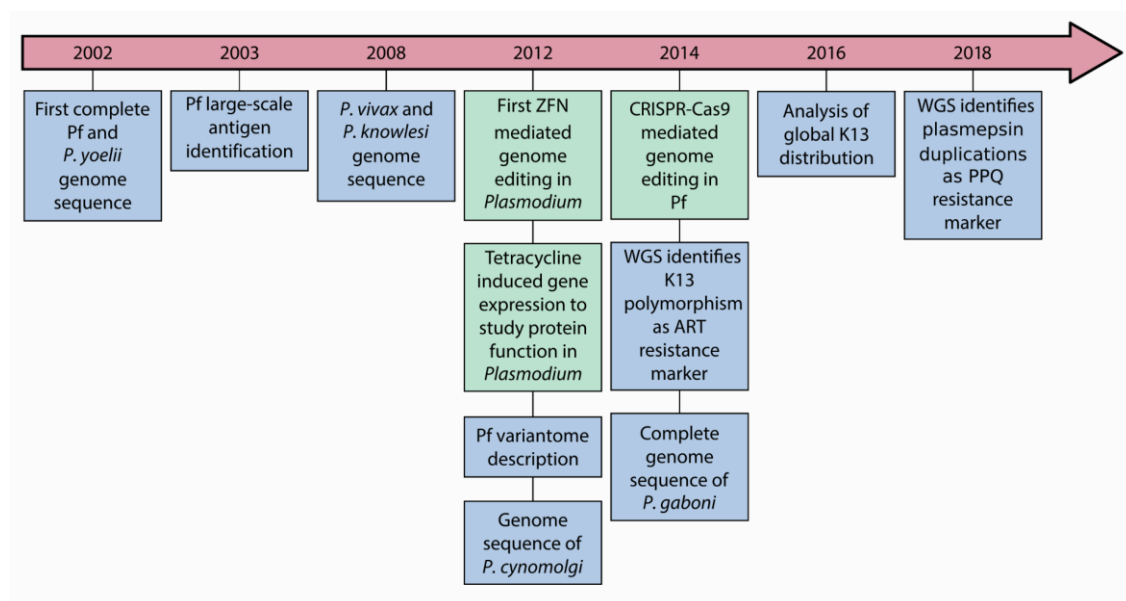 2002
2003
2008
2012
2014
2016
2018
First complete
Pf and
P. yoelii
genome
sequence
Pf large-scale
antigen
identification
P. vivax and
P. knowlesi
genome
sequence
First ZFN
mediated
genome
editing in
Plasmodium
Tetracycline
induced gene
expression to
study protein
function in
Plasmodium
Pf variantome
description
Genome
sequence of
P. cynomolgi
CRISPR-Cas9
mediated
genome
editing in
Pf
WGS identifies
K13
polymorphism
as ART
resistance
marker
Complete
genome
sequence of
P. gaboni
Analysis of
global K13
distribution
WGS identifies
plasmepsin
duplications
as PPQ
resistance
marker